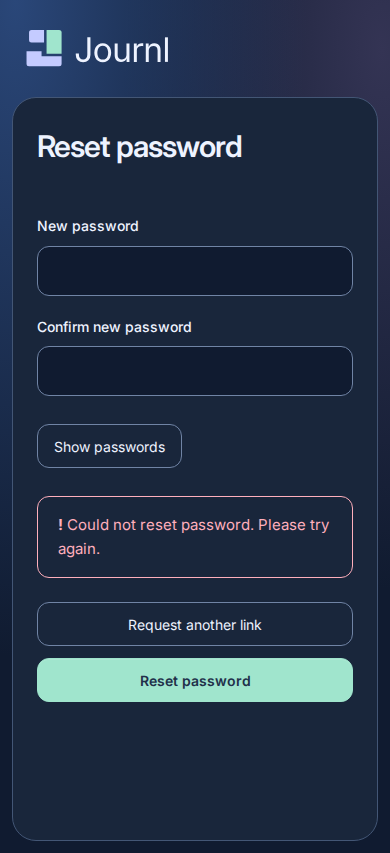 Journl
Reset password
New password
Confirm new password
Show passwords
! Could not reset password. Please try
again.
Request another link
Reset password